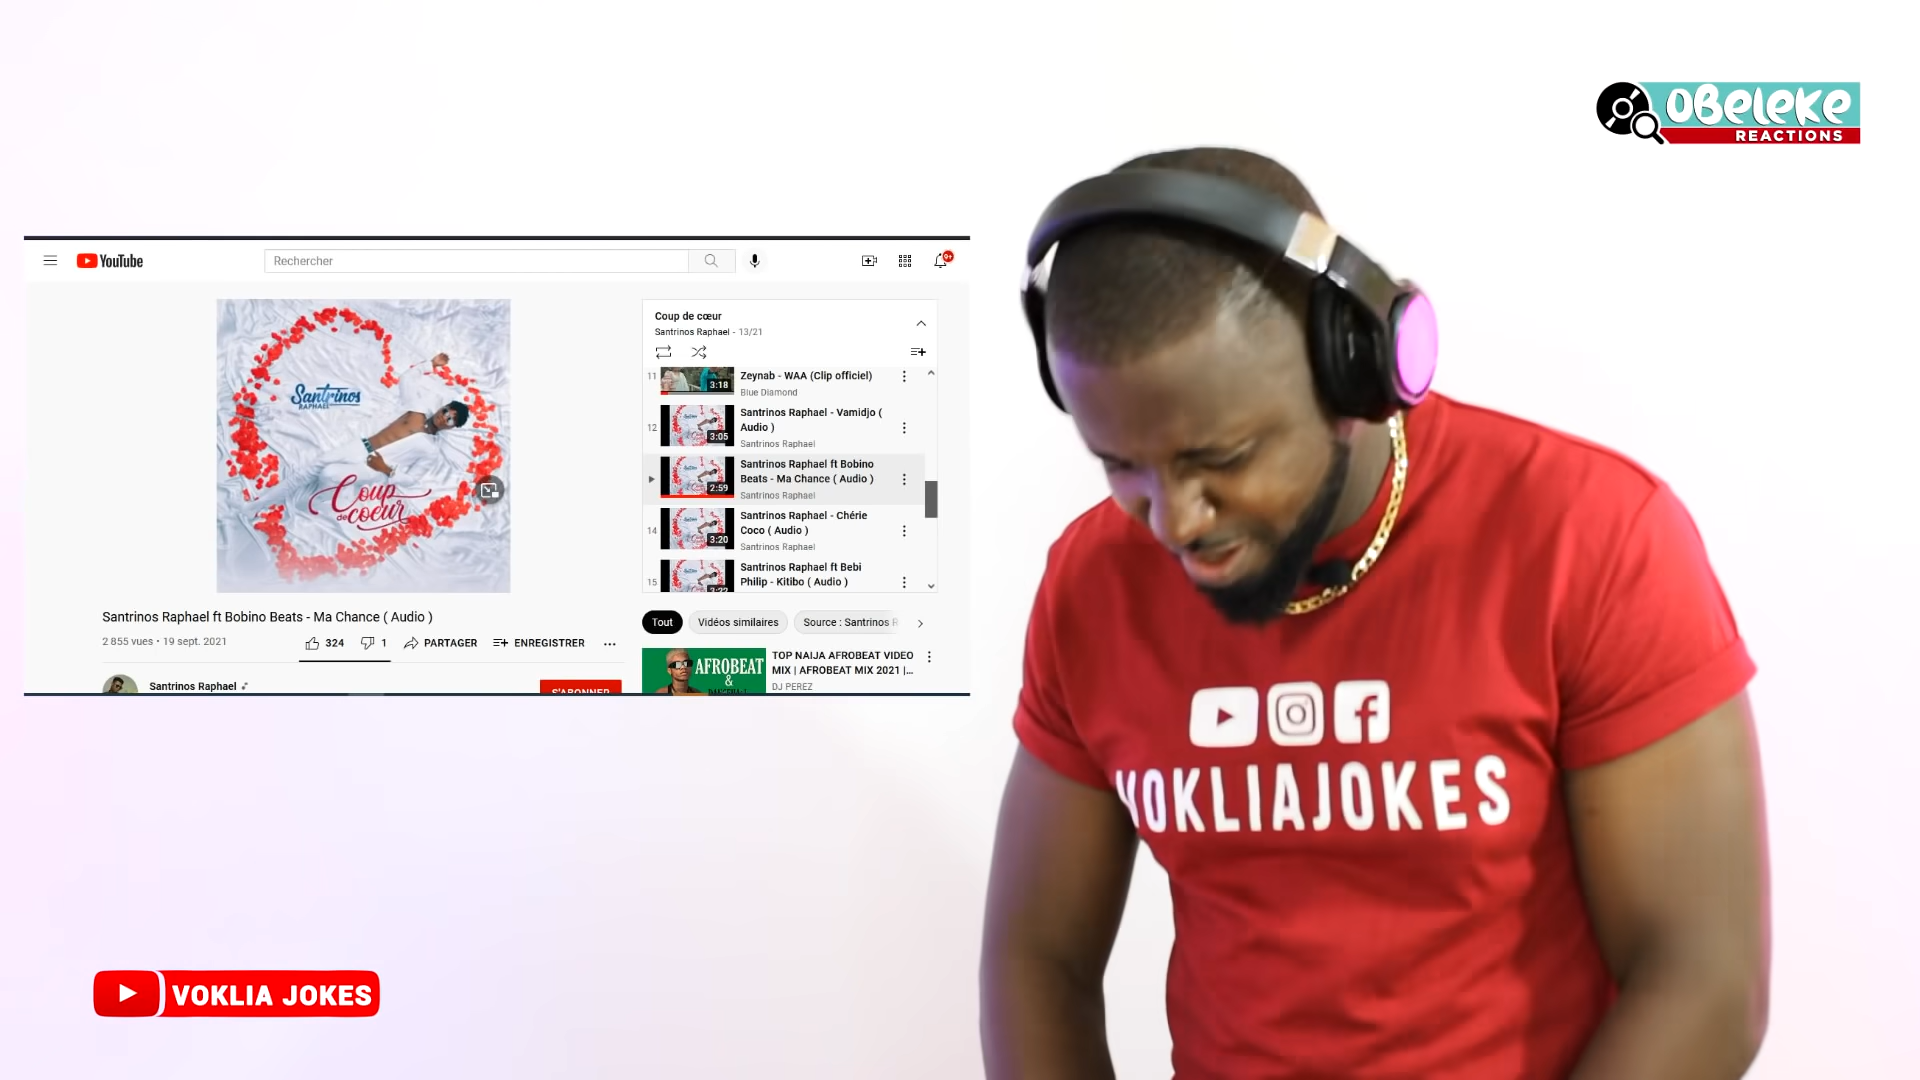 OBELEKE
REACTIONS
YouTube
Rechercher
9+
Santrinos
RAPHAEL
Coup
de coeur
Coup de cœur
Santrinos Raphael - 13/21
11
3:18
Zeynab - WAA (Clip officiel)
Blue Diamond
12
3:05
Santrinos Raphael - Vamidjo (
Audio )
Santrinos Raphael
2:59
Santrinos Raphael ft Bobino
Beats - Ma Chance ( Audio )
Santrinos Raphael
14
3:20
Santrinos Raphael - Chérie
Coco ( Audio )
Santrinos Raphael
15
Santrinos Raphael ft Bebi
Philip - Kitibo ( Audio )
Santrinos Raphael ft Bobino Beats - Ma Chance ( Audio )
2 855 vues • 19 sept. 2021
324
1
PARTAGER
ENREGISTRER
Tout
Vidéos similaires
Source : Santrinos R
AFROBEAT
&
TOP NAIJA AFROBEAT VIDEO
MIX | AFROBEAT MIX 2021 |...
DJ PEREZ
Santrinos Raphael
S'ABONNER
VOKLIAJOKES
VOKLIA JOKES